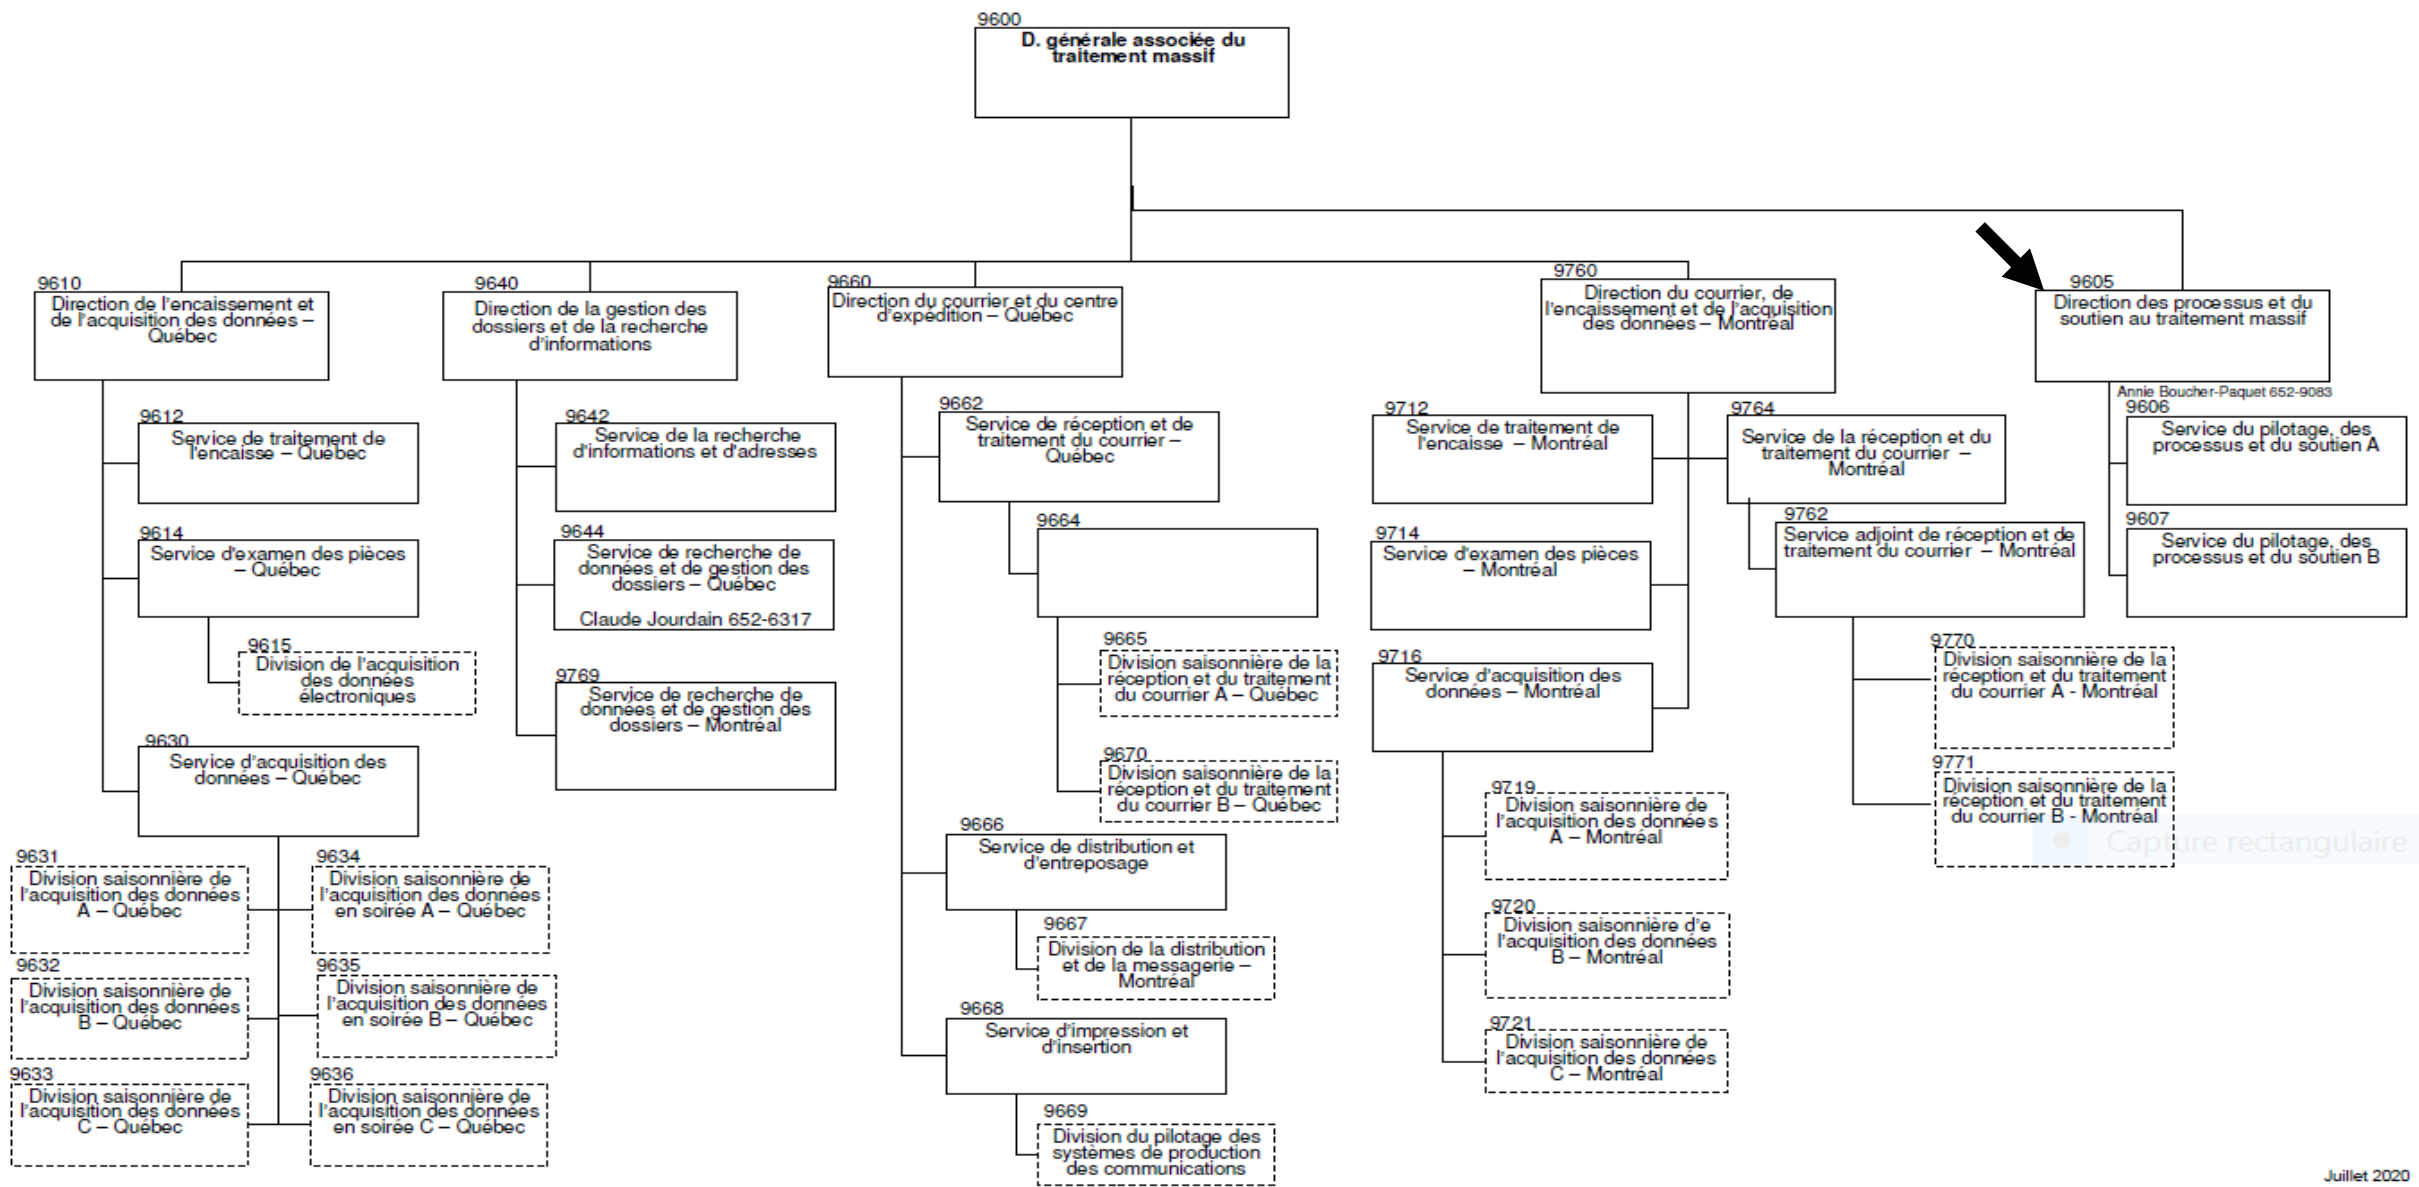 9600
D. générale associée du
traitement massif
9610
Direction de l'encaissement et
de l'acquisition des données –
Québec
9612
Service de traitement de
l'encaisse – Québec
9614
Service d'examen des pièces
– Québec
9615
Division de l'acquisition
des données
électroniques
9630
Service d'acquisition des
données – Québec
9631
Division saisonnière de
l'acquisition des données
A – Québec
9632
Division saisonnière de
l'acquisition des données
B – Québec
9633
Division saisonnière de
l'acquisition des données
C – Québec
9634
Division saisonnière de
l'acquisition des données
en soirée A – Québec
9635
Division saisonnière de
l'acquisition des données
en soirée B – Québec
9636
Division saisonnière de
l'acquisition des données
en soirée C – Québec
9640
Direction de la gestion des
dossiers et de la recherche
d'informations
9642
Service de la recherche
d'informations et d'adresses
9644
Service de recherche de
données et de gestion des
dossiers – Québec
Claude Jourdain 652-6317
9769
Service de recherche de
données et de gestion des
dossiers – Montréal
9660
Direction du courrier et du centre
d'expédition – Québec
9662
Service de réception et de
traitement du courrier –
Québec
9664
9665
Division saisonnière de la
réception et du traitement
du courrier A – Québec
9670
Division saisonnière de la
réception et du traitement
du courrier B – Québec
9666
Service de distribution et
d'entreposage
9667
Division de la distribution
et de la messagerie –
Montréal
9668
Service d'impression et
d'insertion
9669
Division du pilotage des
systèmes de production
des communications
9760
Direction du courrier, de
l'encaissement et de l'acquisition
des données – Montréal
9712
Service de traitement de
l'encaisse – Montréal
9714
Service d'examen des pièces
– Montréal
9716
Service d'acquisition des
données – Montréal
9719
Division saisonnière de
l'acquisition des données
A – Montréal
9720
Division saisonnière d'e
l'acquisition des données
B – Montréal
9721
Division saisonnière de
l'acquisition des données
C – Montréal
9764
Service de la réception et du
traitement du courrier –
Montréal
9762
Service adjoint de réception et de
traitement du courrier – Montréal
9770
Division saisonnière de la
réception et du traitement
du courrier A - Montréal
9771
Division saisonnière de la
réception et du traitement
du courrier B - Montréal
9605
Direction des processus et du
soutien au traitement massif
Annie Boucher-Paquet 652-9083
9606
Service du pilotage, des
processus et du soutien A
9607
Service du pilotage, des
processus et du soutien B
Capture rectangulaire
Juillet 2020